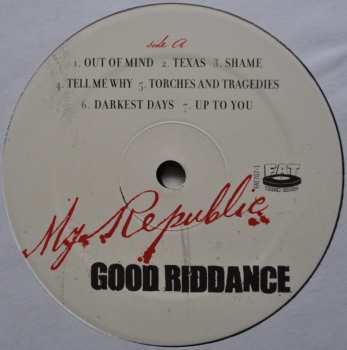 side A
1. OUT OF MIND 2. TEXAS 3. SHAME
4. TELL ME WHY 5. TORCHES AND TRAGEDIES
6. DARKEST DAYS 7. UP TO YOU
FAT
My Republic
GOOD RIDDANCE